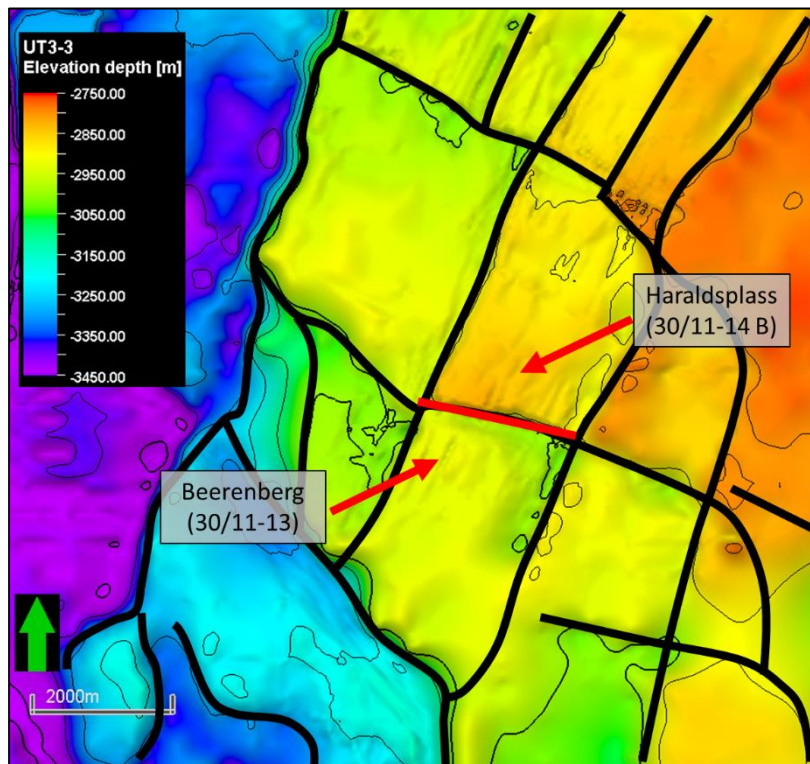 UT3-3
Elevation depth [m]
-2750.00
-2850.00
-2950.00
-3050.00
-3150.00
-3250.00
-3350.00
-3450.00
Haraldsplass
(30/11-14 B)
Beerenberg
(30/11-13)
2000m